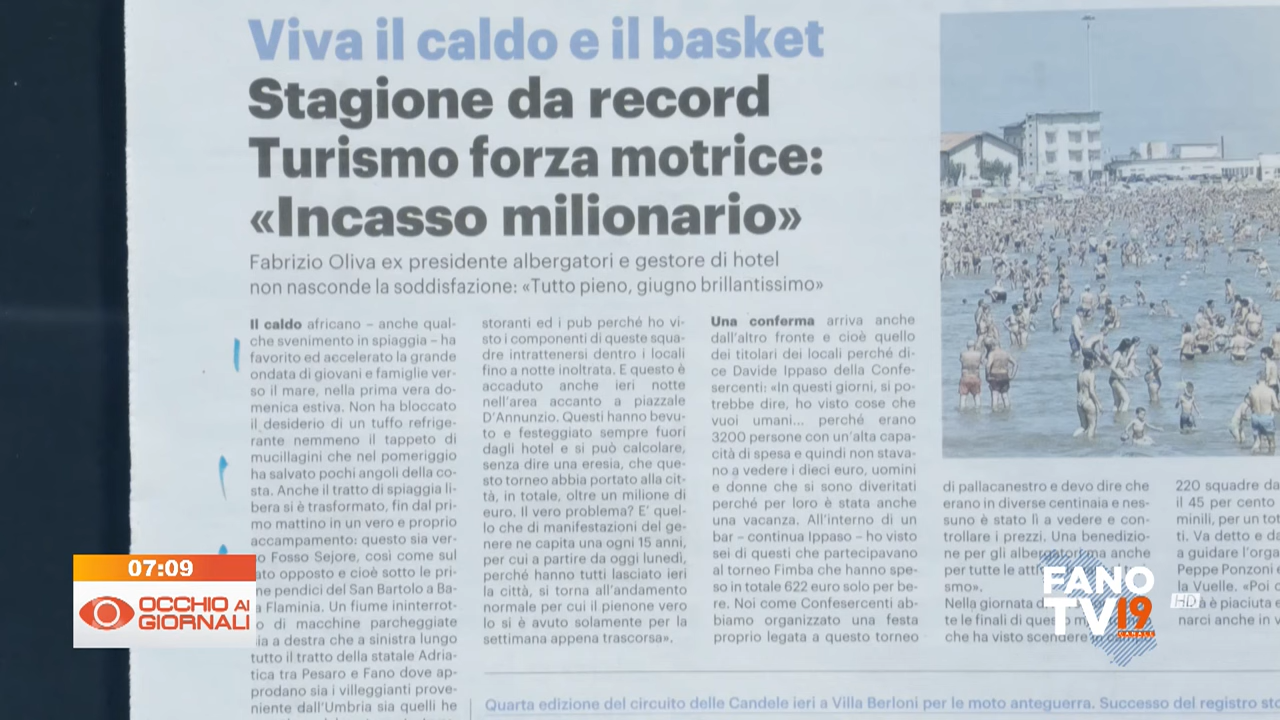 Viva il caldo e il basket
Stagione da record
Turismo forza motrice:
«Incasso milionario»
Fabrizio Oliva ex presidente albergatori e gestore di hotel
non nasconde la soddisfazione: «Tutto pieno, giugno brillantissimo»
Il caldo africano – anche qual-
che svenimento in spiaggia – ha
favorito ed accelerato la grande
ondata di giovani e famiglie ver-
so il mare, nella prima vera do-
menica estiva. Non ha bloccato
il desiderio di un tuffo refrige-
rante nemmeno il tappeto di
mucillagini che nel pomeriggio
ha salvato pochi angoli della co-
sta. Anche il tratto di spiaggia li-
bera si è trasformato, fin dal pri-
mo mattino in un vero e proprio
accampamento: questo sia ver-
o Fosso Sejore, così come sul
ato opposto e cioè sotto le pri-
me pendici del San Bartolo a Ba-
a Flaminia. Un fiume ininterrot-
o di macchine parcheggiate
sia a destra che a sinistra lungo
tutto il tratto della statale Adria-
tica tra Pesaro e Fano dove ap-
prodano sia i villeggianti prove-
niente dall'Umbria sia quelli he
storanti ed i pub perché ho vi-
sto i componenti di queste squa-
dre intrattenersi dentro i locali
fino a notte inoltrata. E questo è
accaduto anche ieri notte
nell'area accanto a piazzale
D'Annunzio. Questi hanno bevu-
to e festeggiato sempre fuori
dagli hotel e si può calcolare,
senza dire una eresia, che que-
sto torneo abbia portato alla cit-
tà, in totale, oltre un milione di
euro. Il vero problema? E' quel-
lo che di manifestazioni del ge-
nere ne capita una ogni 15 anni,
per cui a partire da oggi lunedì,
perché hanno tutti lasciato ieri
la città, si torna all'andamento
normale per cui il pienone vero
lo si è avuto solamente per la
settimana appena trascorsa».
Una conferma arriva anche
dall'altro fronte e cioè quello
dei titolari dei locali perché di-
ce Davide Ippaso della Confe-
sercenti: «In questi giorni, si po-
trebbe dire, ho visto cose che
vuoi umani... perché erano
3200 persone con un'alta capa-
cità di spesa e quindi non stava-
no a vedere i dieci euro, uomini
e donne che si sono diveritati
perché per loro è stata anche
una vacanza. All'interno di un
bar – continua Ippaso – ho visto
sei di questi che partecipavano
al torneo Fimba che hanno spe-
so in totale 622 euro solo per be-
re. Noi come Confesercenti ab-
biamo organizzato una festa
proprio legata a questo torneo
di pallacanestro e devo dire che
erano in diverse centinaia e nes-
suno è stato lì a vedere e con-
trollare i prezzi. Una benedizio-
ne per gli albergatori ma anche
per tutte le
smo».
Nella giornata
te le finali di
che ha visto scendere
220 squadre da
il 45 per cento
minili, per un tor
ti. Va detto e da
a guidare l'orga
Peppe Ponzoni e
la Vuelle. «Poi
è piaciuta e
narci anche in v
Quarta edizione del circuito delle Candele ieri a Villa Berloni per le moto anteguerra. Successo del registro sto
07:09
OCCHIO AI
GIORNALI
FANO
TV 19
CANALE
HD